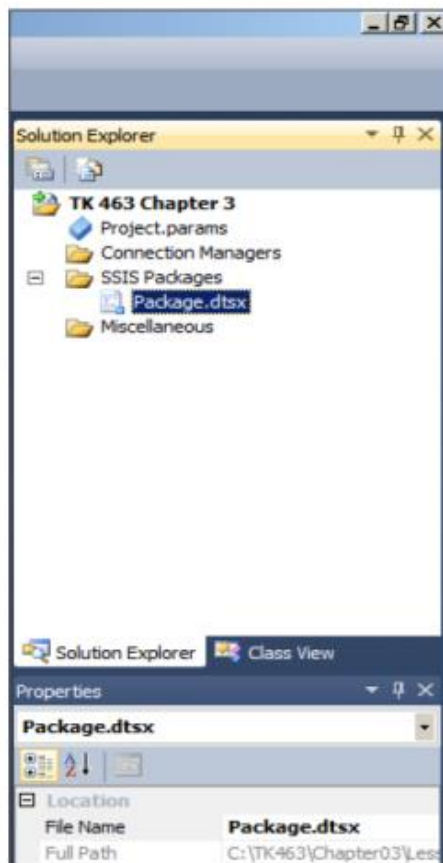 Solution Explorer
TK 463 Chapter 3
Project.params
Connection Managers
SSIS Packages
Package.dtsx
Miscellaneous
Solution Explorer Class View
Properties
Package.dtsx
Location
File Name Package.dtsx
Full Path C:\TK463\Chapter03\Les